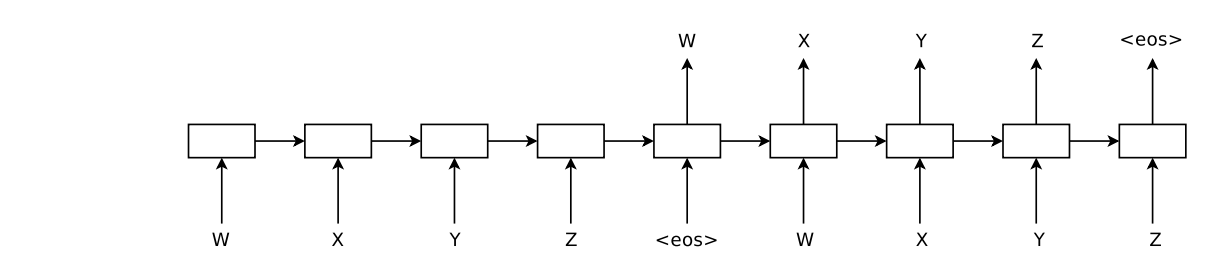 W X Y Z <eos>
W X Y Z <eos> W X Y Z